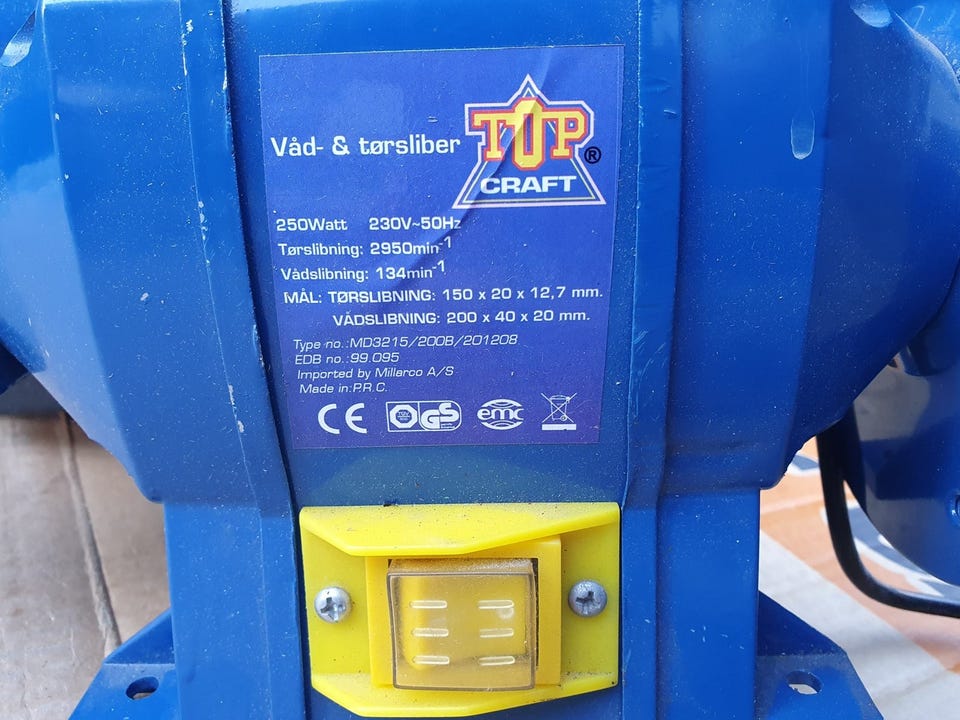 Våd- & tørsliber
TOP
CRAFT
®
250Watt 230V~50Hz
Tørslibning: 2950min-1
Vådslibning: 134min-1
MÅL: TØRSLIBNING: 150 x 20 x 12,7 mm.
VÅDSLIBNING: 200 x 40 x 20 mm.
Type no.:MD3215/200B/201208
EDB no.:99.095
Imported by Millarco A/S
Made in:P.R.C.
CE GS emc